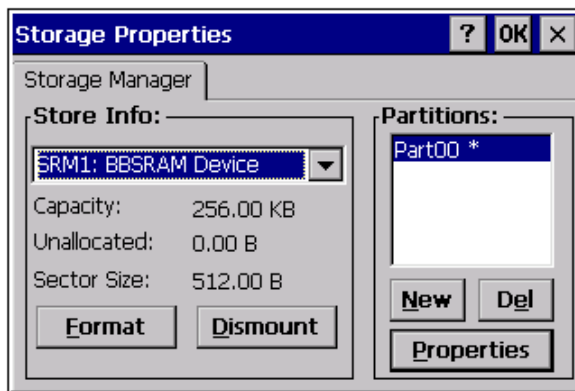 Storage Properties ? OK ×
Storage Manager
Store Info:
SRM1: BBSRAM Device
Capacity: 256.00 KB
Unallocated: 0.00 B
Sector Size: 512.00 B
Format Dismount
Partitions:
Part00 *
New Del
Properties